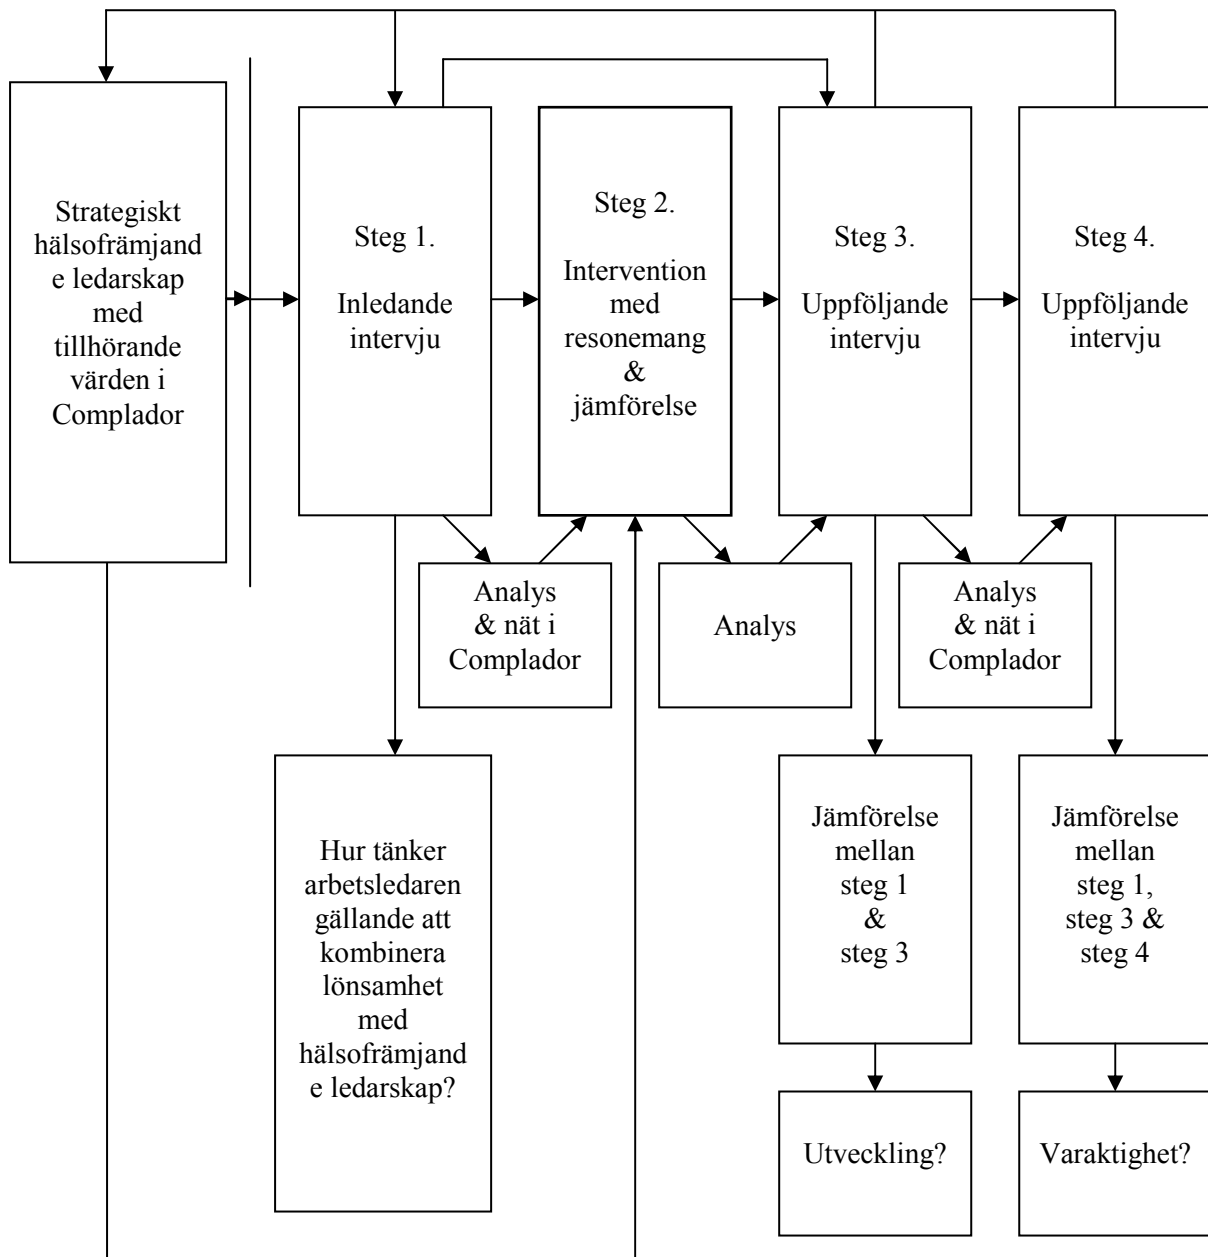 Strategiskt
hälsofrämjand
e ledarskap
med
tillhörande
värden i
Complador
Steg 1.
Inledande
intervju
Steg 2.
Intervention
med
resonemang
&
jämförelse
Steg 3.
Uppföljande
intervju
Steg 4.
Uppföljande
intervju
Analys
& nät i
Complador
Analys
Analys
& nät i
Complador
Hur tänker
arbetsledaren
gällande att
kombinera
lönsamhet
med
hälsofrämjand
e ledarskap?
Jämförelse
mellan
steg 1
&
steg 3
Jämförelse
mellan
steg 1,
steg 3 &
steg 4
Utveckling?
Varaktighet?